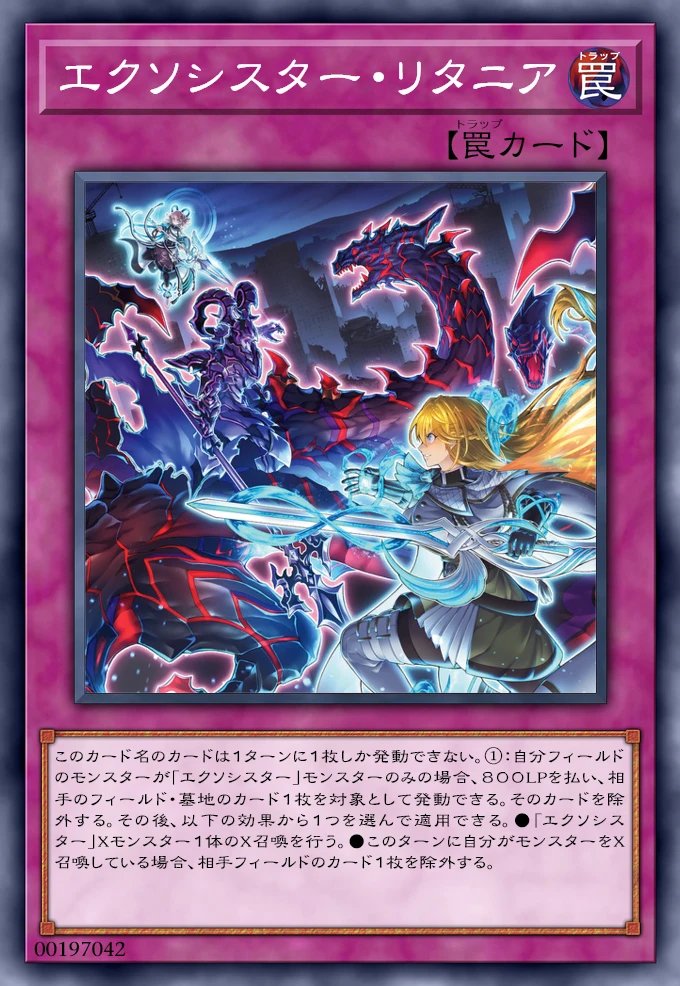 エクソシスター・リタニア
トラップ
罠
トラップ
【罠カード】
このカード名のカードは１ターンに１枚しか発動できない。①：自分フィールド
のモンスターが「エクソシスター」モンスターのみの場合、８００LPを払い、相
手のフィールド・墓地のカード１枚を対象として発動できる。そのカードを除
外する。その後、以下の効果から１つを選んで適用できる。●「エクソシス
ター」Xモンスター１体のX召喚を行う。●このターンに自分がモンスターをX
召喚している場合、相手フィールドのカード１枚を除外する。
00197042